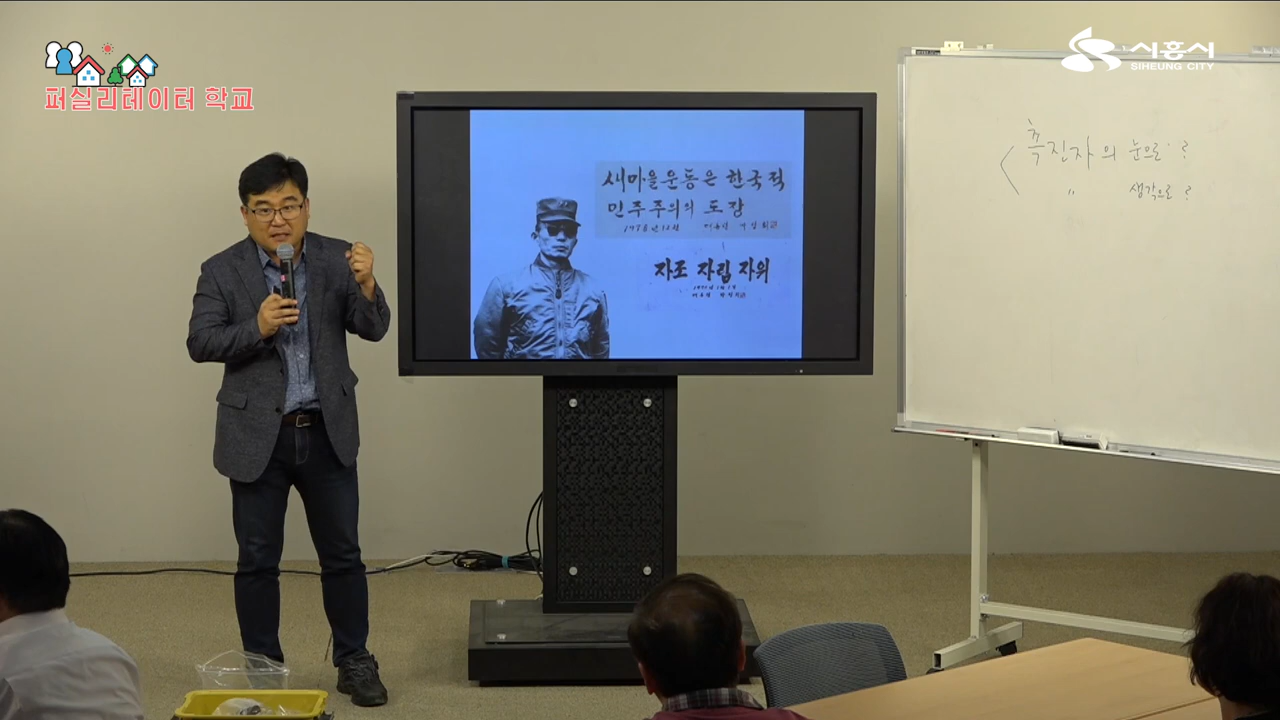 퍼실리테이터 학교
시흥시
SIHEUNG CITY
새마을운동은 한국적
민주주의의 도장
자조 자립 자위
촉진자의 눈으로?
〃 생각으로?